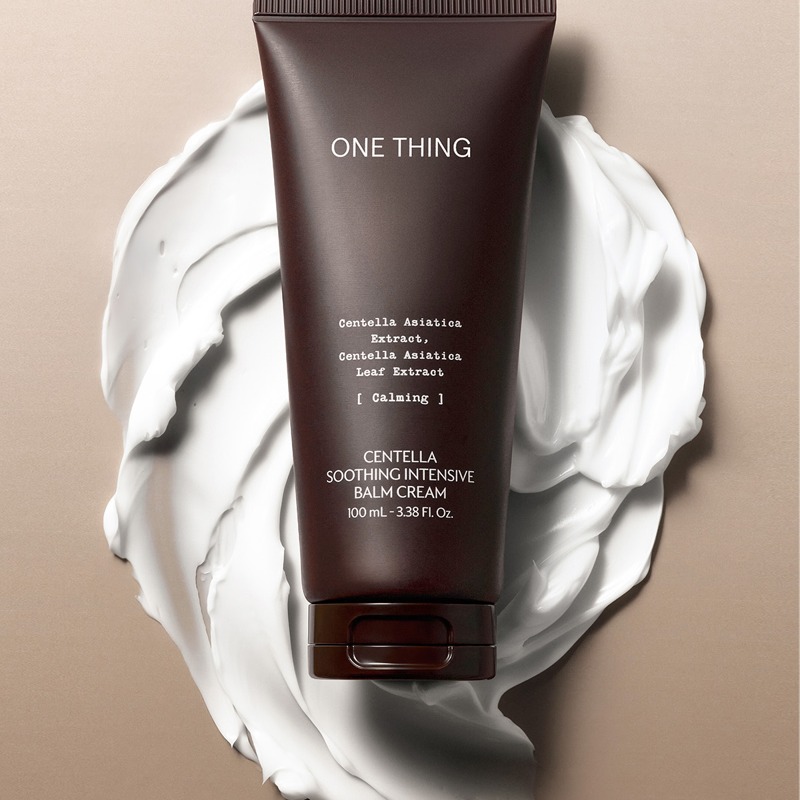 ONE THING
Centella Asiatica
Extract,
Centella Asiatica
Leaf Extract
[ Calming ]
CENTELLA
SOOTHING INTENSIVE
BALM CREAM
100 mL - 3.38 Fl. Oz.